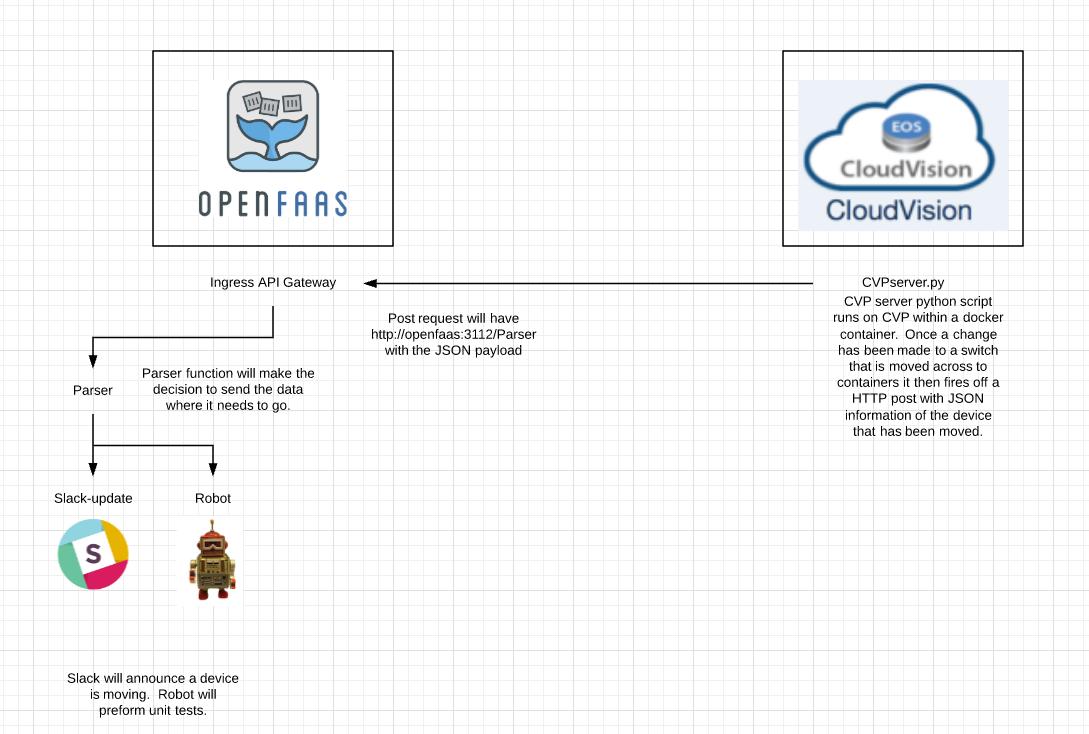 OPENFAAS
EOS
CloudVision
CloudVision
Ingress API Gateway
CVPserver.py
CVP server python script
runs on CVP within a docker
container.  Once a change
has been made to a switch
that is moved across to
containers it then fires off a
HTTP post with JSON
information of the device
that has been moved.
Post request will have
http://openfaas:3112/Parser
with the JSON payload
Parser
Parser function will make the
decision to send the data
where it needs to go.
Slack-update
Robot
S
Slack will announce a device
is moving.  Robot will
preform unit tests.